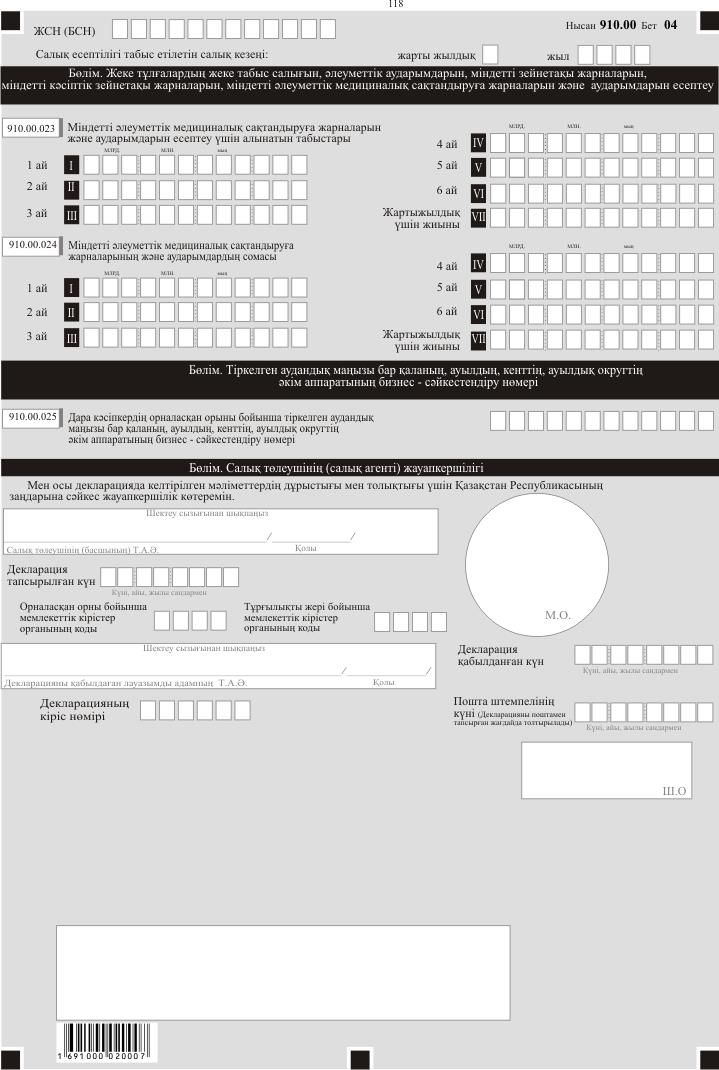 118
ЖСН (БСН)
Нысан 910.00 Бет 04
Салық есептілігі табыс етілетін салық кезеңі:
жарты жылдық
жыл
Бөлім. Жеке тұлғалардың жеке табыс салығын, әлеуметтік аударымдарын, міндетті зейнетақы жарналарын,
міндетті кәсіптік зейнетақы жарналарын, міндетті әлеуметтік медициналық сақтандыруға жарналарын және аударымдарын есептеу
910.00.023
Міндетті әлеуметтік медициналық сақтандыруға жарналарын
және аударымдарын есептеу үшін алынатын табыстары
МЛРД. МЛН. мың
1 ай I
2 ай II
3 ай III
МЛРД. МЛН. мың
4 ай IV
5 ай V
6 ай VI
Жартыжылдық
үшін жиыны VII
910.00.024
Міндетті әлеуметтік медициналық сақтандыруға
жарналарының және аударымдардың сомасы
МЛРД. МЛН. мың
1 ай I
2 ай II
3 ай III
МЛРД. МЛН. мың
4 ай IV
5 ай V
6 ай VI
Жартыжылдық
үшін жиыны VII
Бөлім. Тіркелген аудандық маңызы бар қаланың, ауылдың, кенттің, ауылдық округтің
әкім аппаратының бизнес - сәйкестендіру нөмері
910.00.025
Дара кәсіпкердің орналасқан орыны бойынша тіркелген аудандық
маңызы бар қаланың, ауылдың, кенттің, ауылдық округтің
әкім аппаратының бизнес - сәйкестендіру нөмері
Бөлім. Салық төлеушінің (салық агенті) жауапкершілігі
Мен осы декларацияда келтірілген мәліметтердің дұрыстығы мен толықтығы үшін Қазақстан Республикасының
заңдарына сәйкес жауапкершілік көтеремін.
Шектеу сызығынан шықпаңыз
/ /
Салық төлеушінің (басшының) Т.А.Ә. Қолы
М.О.
Декларация
тапсырылған күн
Күні, айы, жылы сандармен
Орналасқан орны бойынша
мемлекеттік кірістер
органының коды
Тұрғылықты жері бойынша
мемлекеттік кірістер
органының коды
Шектеу сызығынан шықпаңыз
/ /
Декларацияны қабылдаған лауазымды адамның Т.А.Ә. Қолы
Декларация
қабылданған күн
Күні, айы, жылы сандармен
Декларацияның
кіріс нөмірі
Пошта штемпелінің
күні (Декларацияны поштамен
тапсырған жағдайда толтырылады)
Күні, айы, жылы сандармен
Ш.О
1 691000 020007